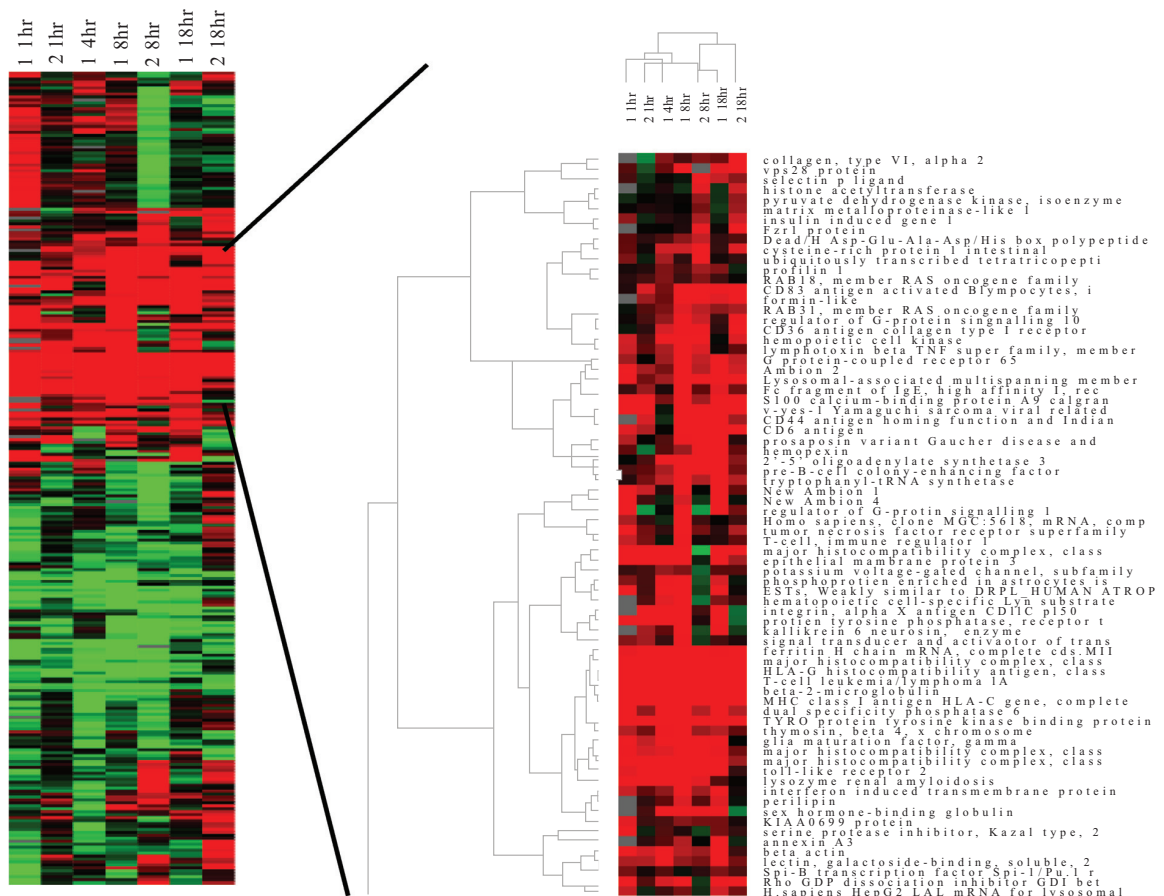 1 1hr
2 1hr
1 4hr
1 8hr
2 8hr
1 18hr
2 18hr
1 1hr
2 1hr
1 4hr
1 8hr
2 8hr
1 18hr
2 18hr
collagen, type VI, alpha 2
vps28 protein
selectin p ligand
histone acetyltransferase
pyruvate dehydrogenase kinase, isoenzyme
matrix metalloproteinase-like 1
insulin induced gene 1
Fzr1 protein
Dead/H Asp-Glu-Ala-Asp/His box polypeptide
cysteine-rich protein 1 intestinal
ubiquitously transcribed tetratricopepti
profilin 1
RAB18, member RAS oncogene family
CD83 antigen activated Blympocytes, i
formin-like
RAB31, member RAS oncogene family
regulator of G-protein singnalling 10
CD36 antigen collagen type I receptor
hemopoietic cell kinase
lymphotoxin beta TNF super family, member
G protein-coupled receptor 65
Ambion 2
Lysosomal-associated multispanning member
Fc fragment of IgE, high affinity I, rec
S100 calcium-binding protein A9 calgran
v-yes-1 Yamaguchi sarcoma viral related
CD44 antigen homing function and Indian
CD6 antigen
prosaposin variant Gaucher disease and
hemopexin
2'-5' oligoadenylate synthetase 3
pre-B-cell colony-enhancing factor
tryptophanyl-tRNA synthetase
New Ambion 1
New Ambion 4
regulator of G-protin signalling 1
Homo sapiens, clone MGC:5618, mRNA, comp
tumor necrosis factor receptor superfamily
T-cell, immune regulator 1
major histocompatibility complex, class
epithelial mambrane protein 3
potassium voltage-gated channel, subfamily
phosphoprotien enriched in astrocytes is
ESTs, Weakly similar to DRPL_HUMAN ATROP
hematopoietic cell-specific Lyn substrate
integrin, alpha X antigen CD11C p150
protien tyrosine phosphatase, receptor t
kallikrein 6 neurosin, enzyme
signal transducer and activaotor of trans
ferritin H chain mRNA, complete cds.MII
major histocompatibility complex, class
HLA-G histocompatibility antigen, class
T-cell leukemia/lymphoma 1A
beta-2-microglobulin
MHC class I antigen HLA-C gene, complete
dual specificity phosphatase 6
TYRO protein tyrosine kinase binding protein
thymosin, beta 4, x chromosome
glia maturation factor, gamma
major histocompatibility complex, class
major histocompatibility complex, class
toll-like receptor 2
lysozyme renal amyloidosis
interferon induced transmembrane protein
perilipin
sex hormone-binding globulin
KIAA0699 protein
serine protease inhibitor, Kazal type, 2
annexin A3
beta actin
lectin, galactoside-binding, soluble, 2
Spi-B transcription factor Spi-1/Pu.1 r
Rho GDP dissociation inhibitor GDI bet
H.sapiens HepG2 LAL mRNA for lysosomal